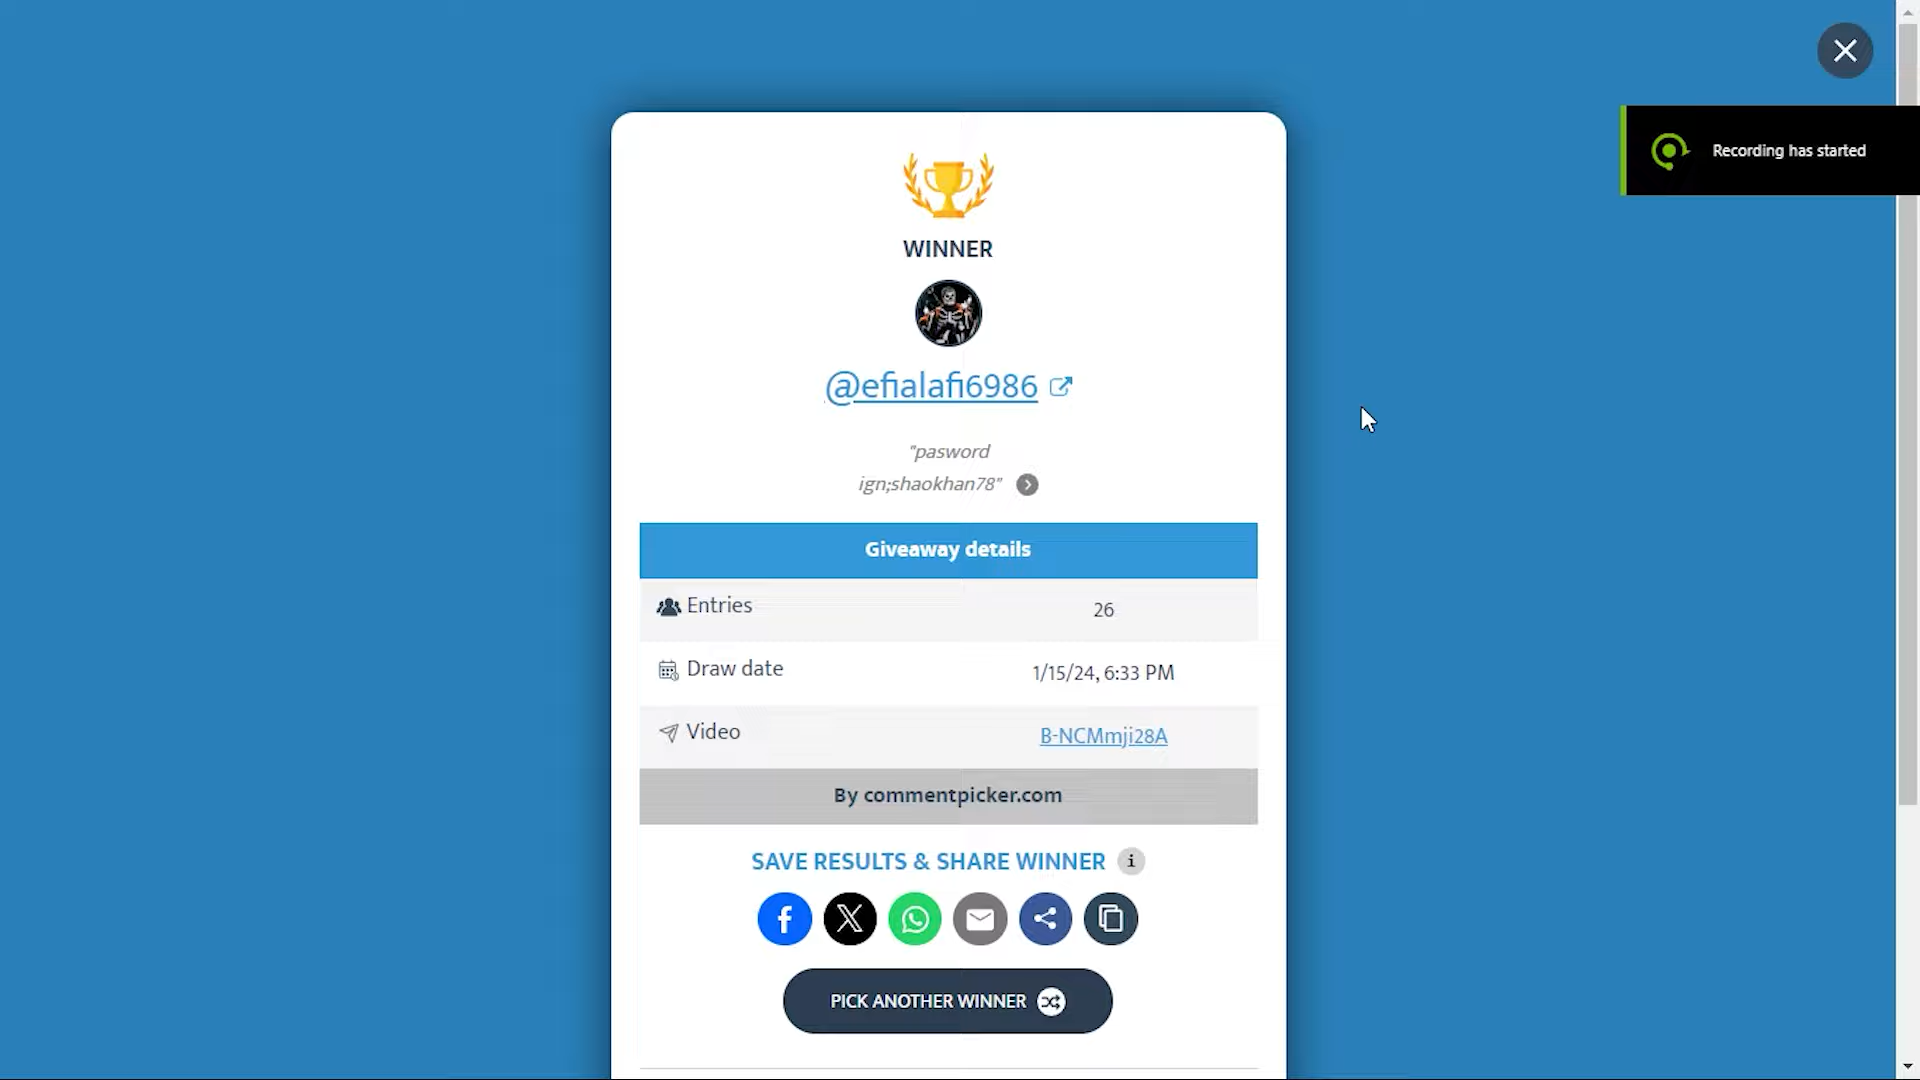 Recording has started
WINNER
@efialafi6986
"pasword
ign;shaokhan78"
Giveaway details
Entries 26
Draw date 1/15/24, 6:33 PM
Video B-NCMmji28A
By commentpicker.com
SAVE RESULTS & SHARE WINNER
PICK ANOTHER WINNER